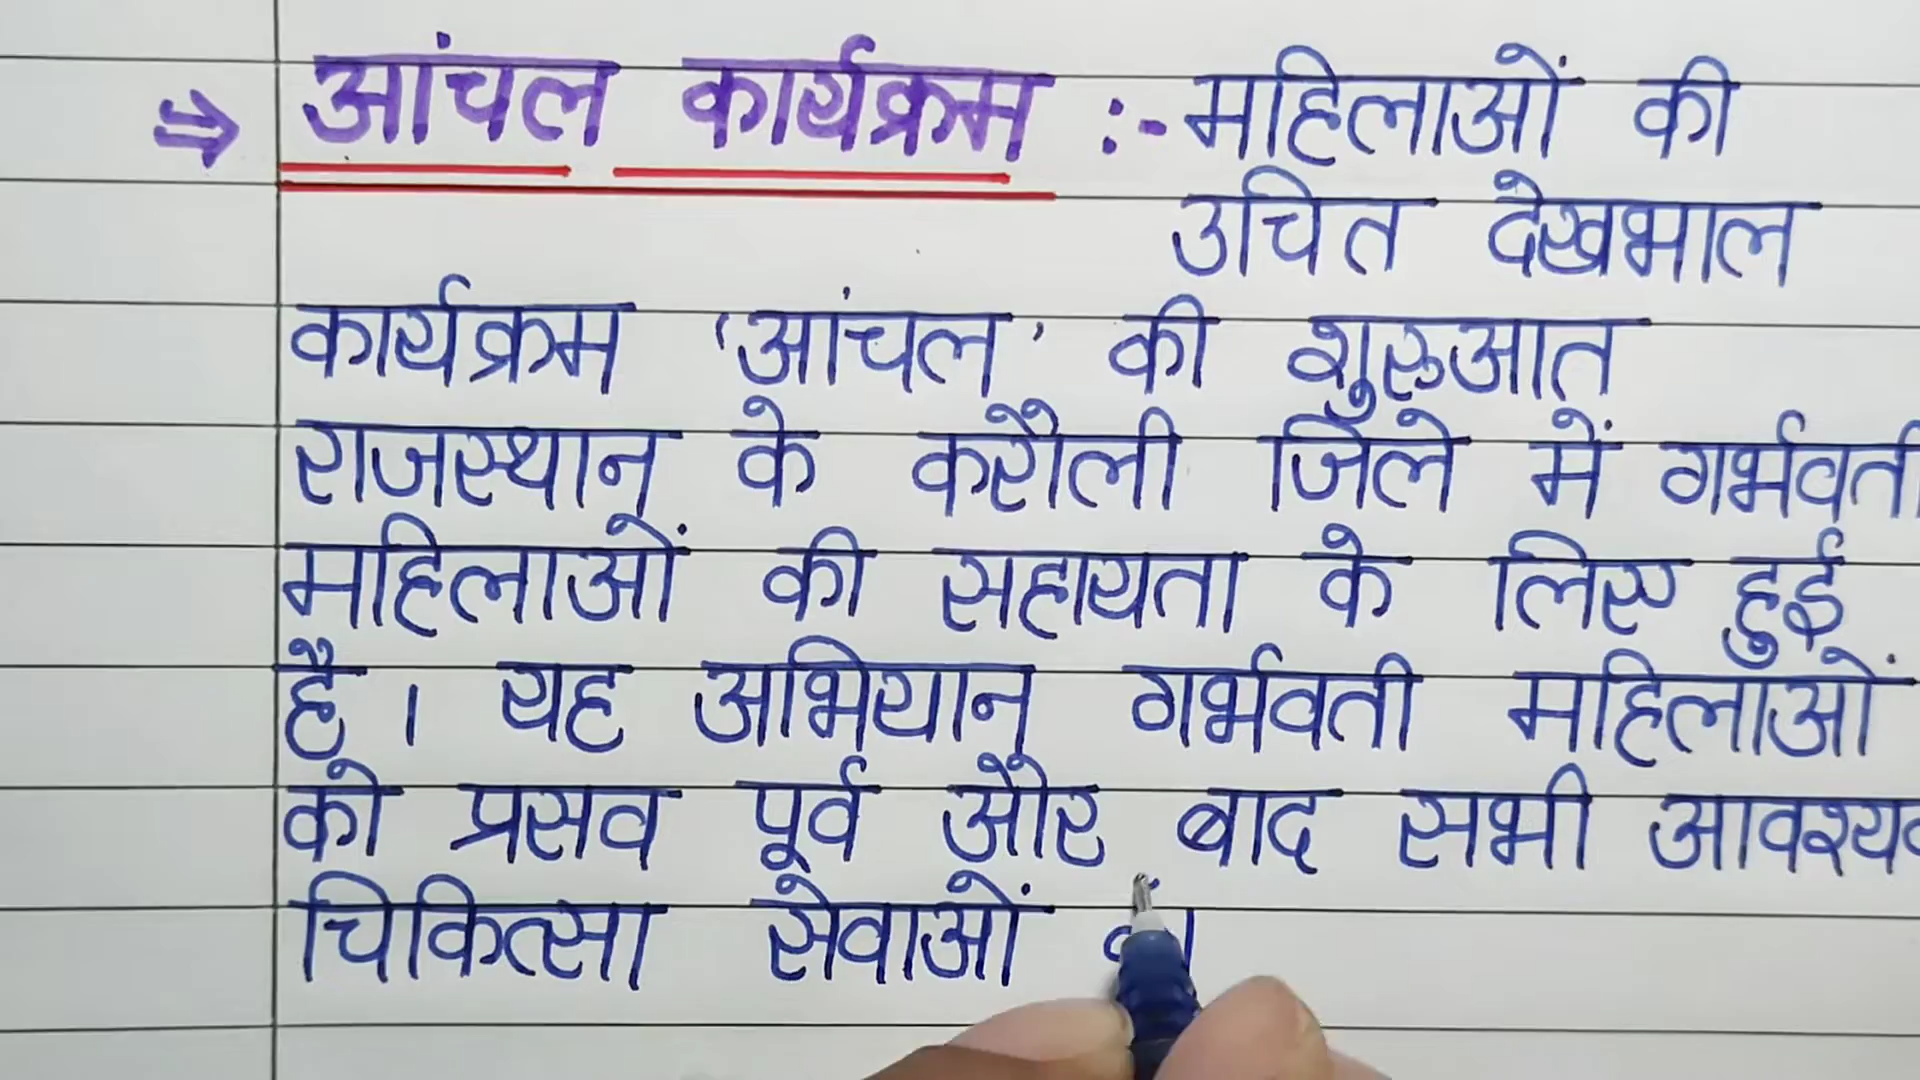 ⇒ आंचल कार्यक्रम :- महिलाओं की
उचित देखभाल
कार्यक्रम 'आंचल' की शुरुआत
राजस्थान के करौली जिले में गर्भवती
महिलाओं की सहायता के लिए हुई
है। यह अभियान गर्भवती महिलाओं
को प्रसव पूर्व और बाद सभी
चिकित्सा सेवाओं